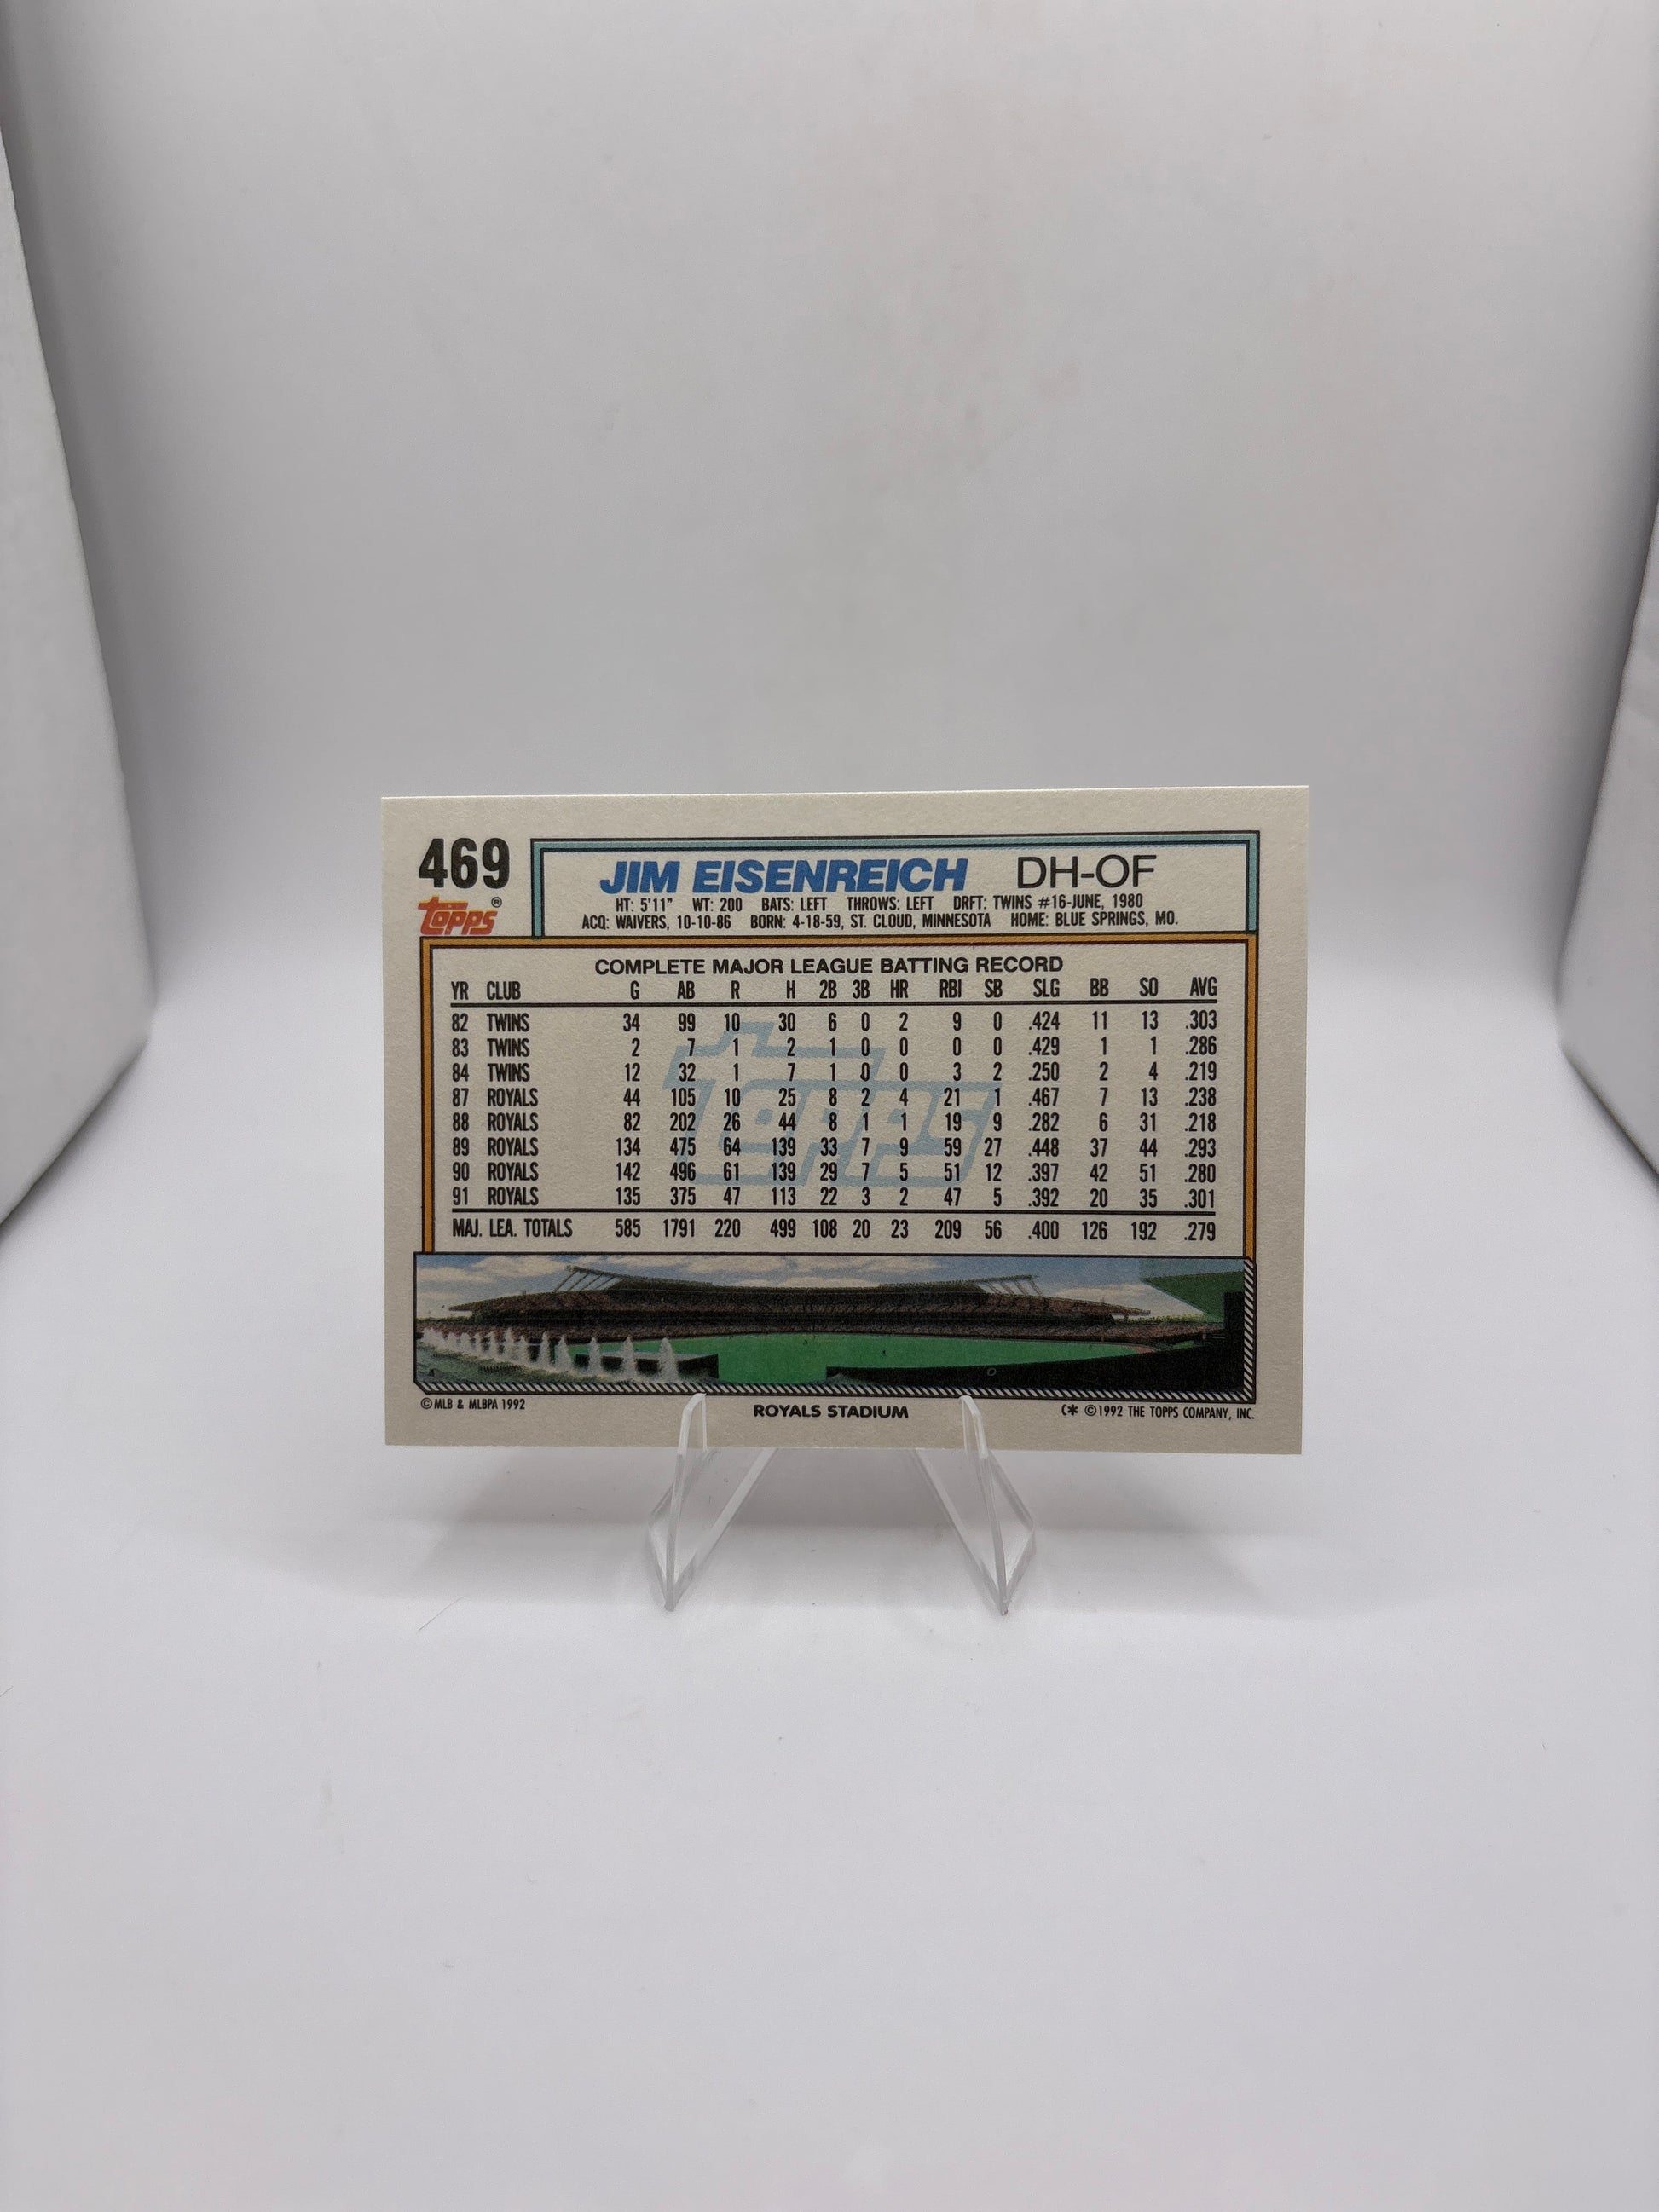 469 JIM EISENREICH DH-OF
Topps®
HT: 5'11" WT: 200 BATS: LEFT THROWS: LEFT DRFT: TWINS #16-JUNE, 1980
ACQ: WAIVERS, 10-10-86 BORN: 4-18-59, ST. CLOUD, MINNESOTA HOME: BLUE SPRINGS, MO.
COMPLETE MAJOR LEAGUE BATTING RECORD
YR CLUB G AB R H 2B 3B HR RBI SB SLG BB SO AVG
82 TWINS 34 99 10 30 6 0 2 9 0 .424 11 13 .303
83 TWINS 2 7 1 2 1 0 0 0 0 .429 1 1 .286
84 TWINS 12 32 1 7 1 0 0 3 2 .250 2 4 .219
87 ROYALS 44 105 10 25 8 2 4 21 1 .467 7 13 .238
88 ROYALS 82 202 26 44 8 1 1 19 9 .282 6 31 .218
89 ROYALS 134 475 64 139 33 7 9 59 27 .448 37 44 .293
90 ROYALS 142 496 61 139 29 7 5 51 12 .397 42 51 .280
91 ROYALS 135 375 47 113 22 3 2 47 5 .392 20 35 .301
MAJ. LEA. TOTALS 585 1791 220 499 108 20 23 209 56 .400 126 192 .279
Topps
©MLB & MLBPA 1992 ROYALS STADIUM (* ©1992 THE TOPPS COMPANY, INC.